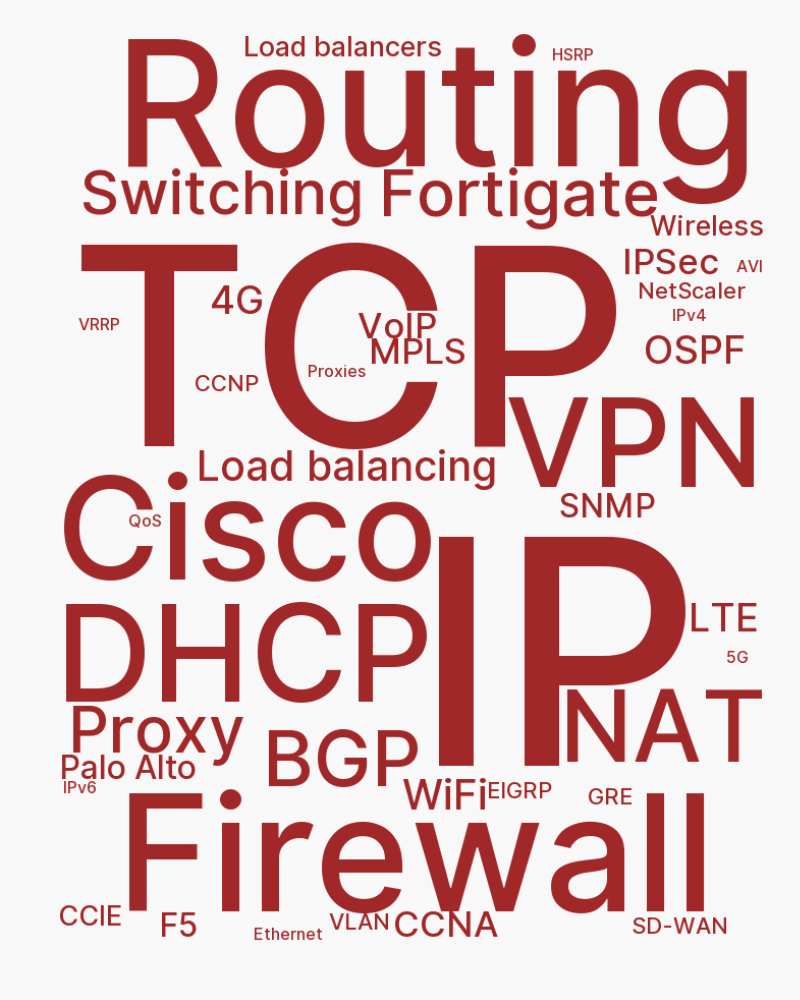 Load balancers
HSRP
Routing
Switching Fortigate
Wireless
TCP
IPSec
AVI
NetScaler
4G
IPv4
VRRP
VoIP
MPLS
OSPF
Proxies
CCNP
VPN
Load balancing
SNMP
Cisco
QoS
IP
DHCP
LTE
5G
NAT
Proxy
BGP
Palo Alto
IPv6
WiFi
EIGRP
GRE
Firewall
CCIE
F5
Ethernet
VLAN
CCNA
SD-WAN